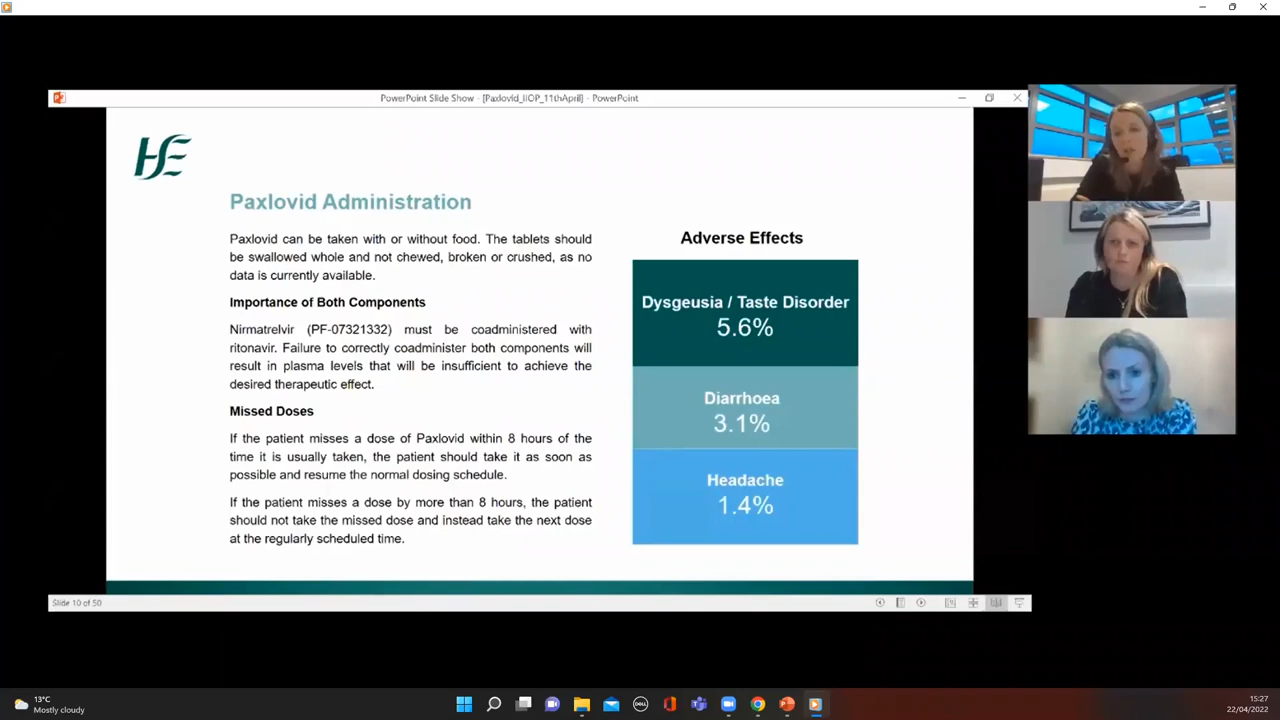 PowerPoint Slide Show - [Paxlovid_IIOP_11thApril] - PowerPoint
HSE
Paxlovid Administration
Paxlovid can be taken with or without food. The tablets should
be swallowed whole and not chewed, broken or crushed, as no
data is currently available.
Importance of Both Components
Nirmatrelvir (PF-07321332) must be coadministered with
ritonavir. Failure to correctly coadminister both components will
result in plasma levels that will be insufficient to achieve the
desired therapeutic effect.
Missed Doses
If the patient misses a dose of Paxlovid within 8 hours of the
time it is usually taken, the patient should take it as soon as
possible and resume the normal dosing schedule.
If the patient misses a dose by more than 8 hours, the patient
should not take the missed dose and instead take the next dose
at the regularly scheduled time.
Adverse Effects
Dysgeusia / Taste Disorder
5.6%
Diarrhoea
3.1%
Headache
1.4%
Slide 10 of 50
13°C
Mostly cloudy
DELL
15:27
22/04/2022